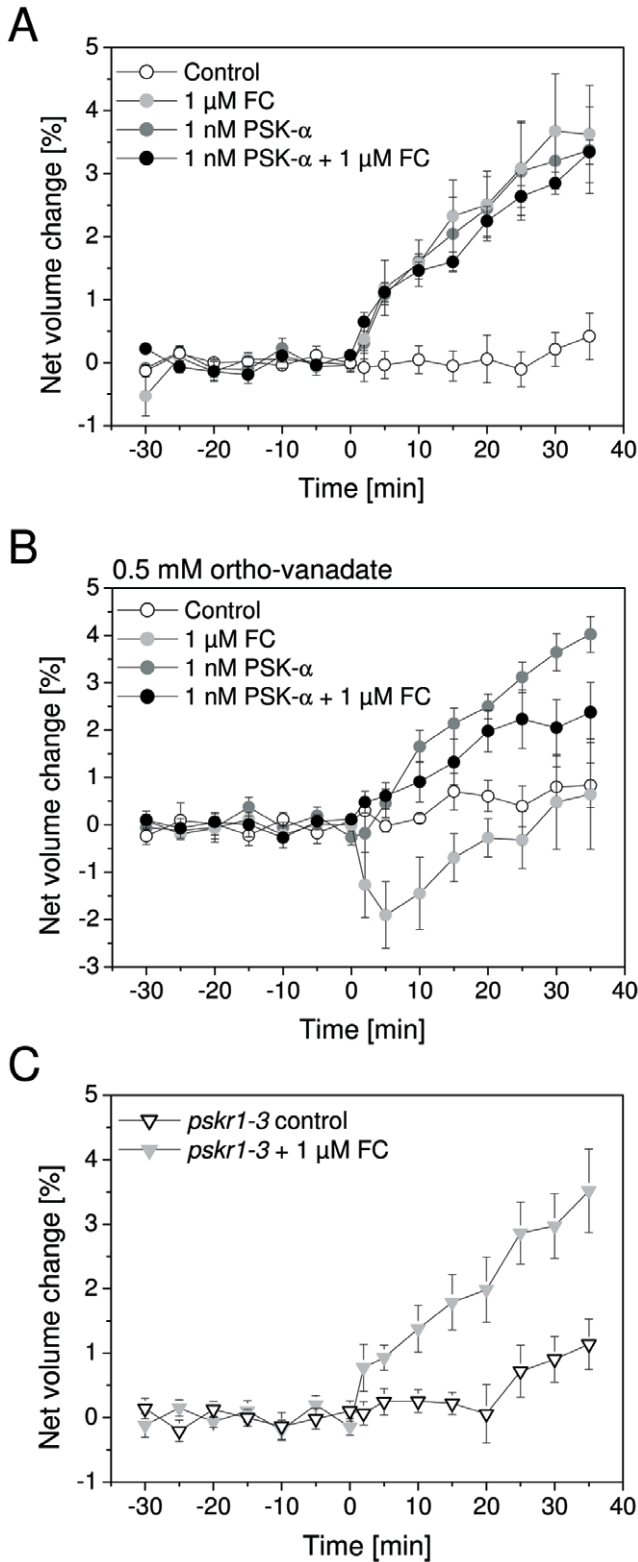 A
Net volume change [%]
5
4
3
2
1
0
-1
Control
1 µM FC
1 nM PSK-α
1 nM PSK-α + 1 µM FC
-30 -20 -10 0 10 20 30 40
Time [min]
B
0.5 mM ortho-vanadate
Net volume change [%]
5
4
3
2
1
0
-1
-2
-3
Control
1 µM FC
1 nM PSK-α
1 nM PSK-α + 1 µM FC
-30 -20 -10 0 10 20 30 40
Time [min]
C
Net volume change [%]
5
4
3
2
1
0
-1
pskr1-3 control
pskr1-3 + 1 µM FC
-30 -20 -10 0 10 20 30 40
Time [min]